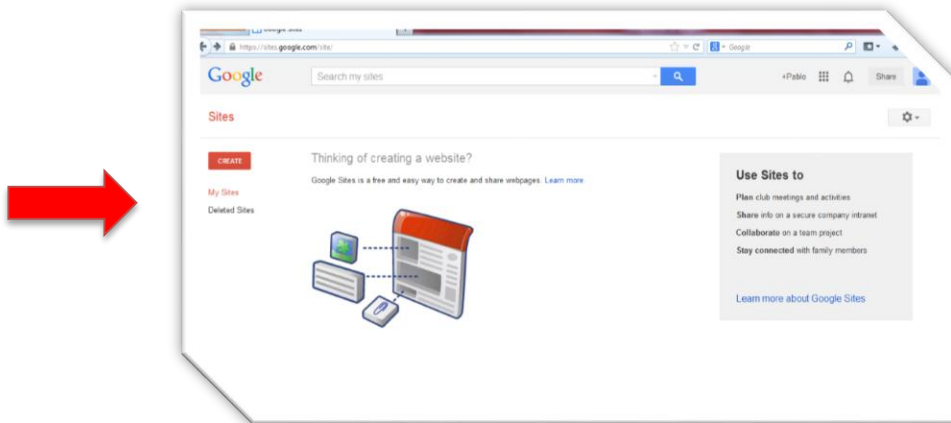 Google Sites
https://sites.google.com/site/
Google
Google
Search my sites
+Pablo
Share
Sites
CREATE
My Sites
Deleted Sites
Thinking of creating a website?
Google Sites is a free and easy way to create and share webpages. Learn more
Use Sites to
Plan club meetings and activities
Share info on a secure company intranet
Collaborate on a team project
Stay connected with family members
Learn more about Google Sites